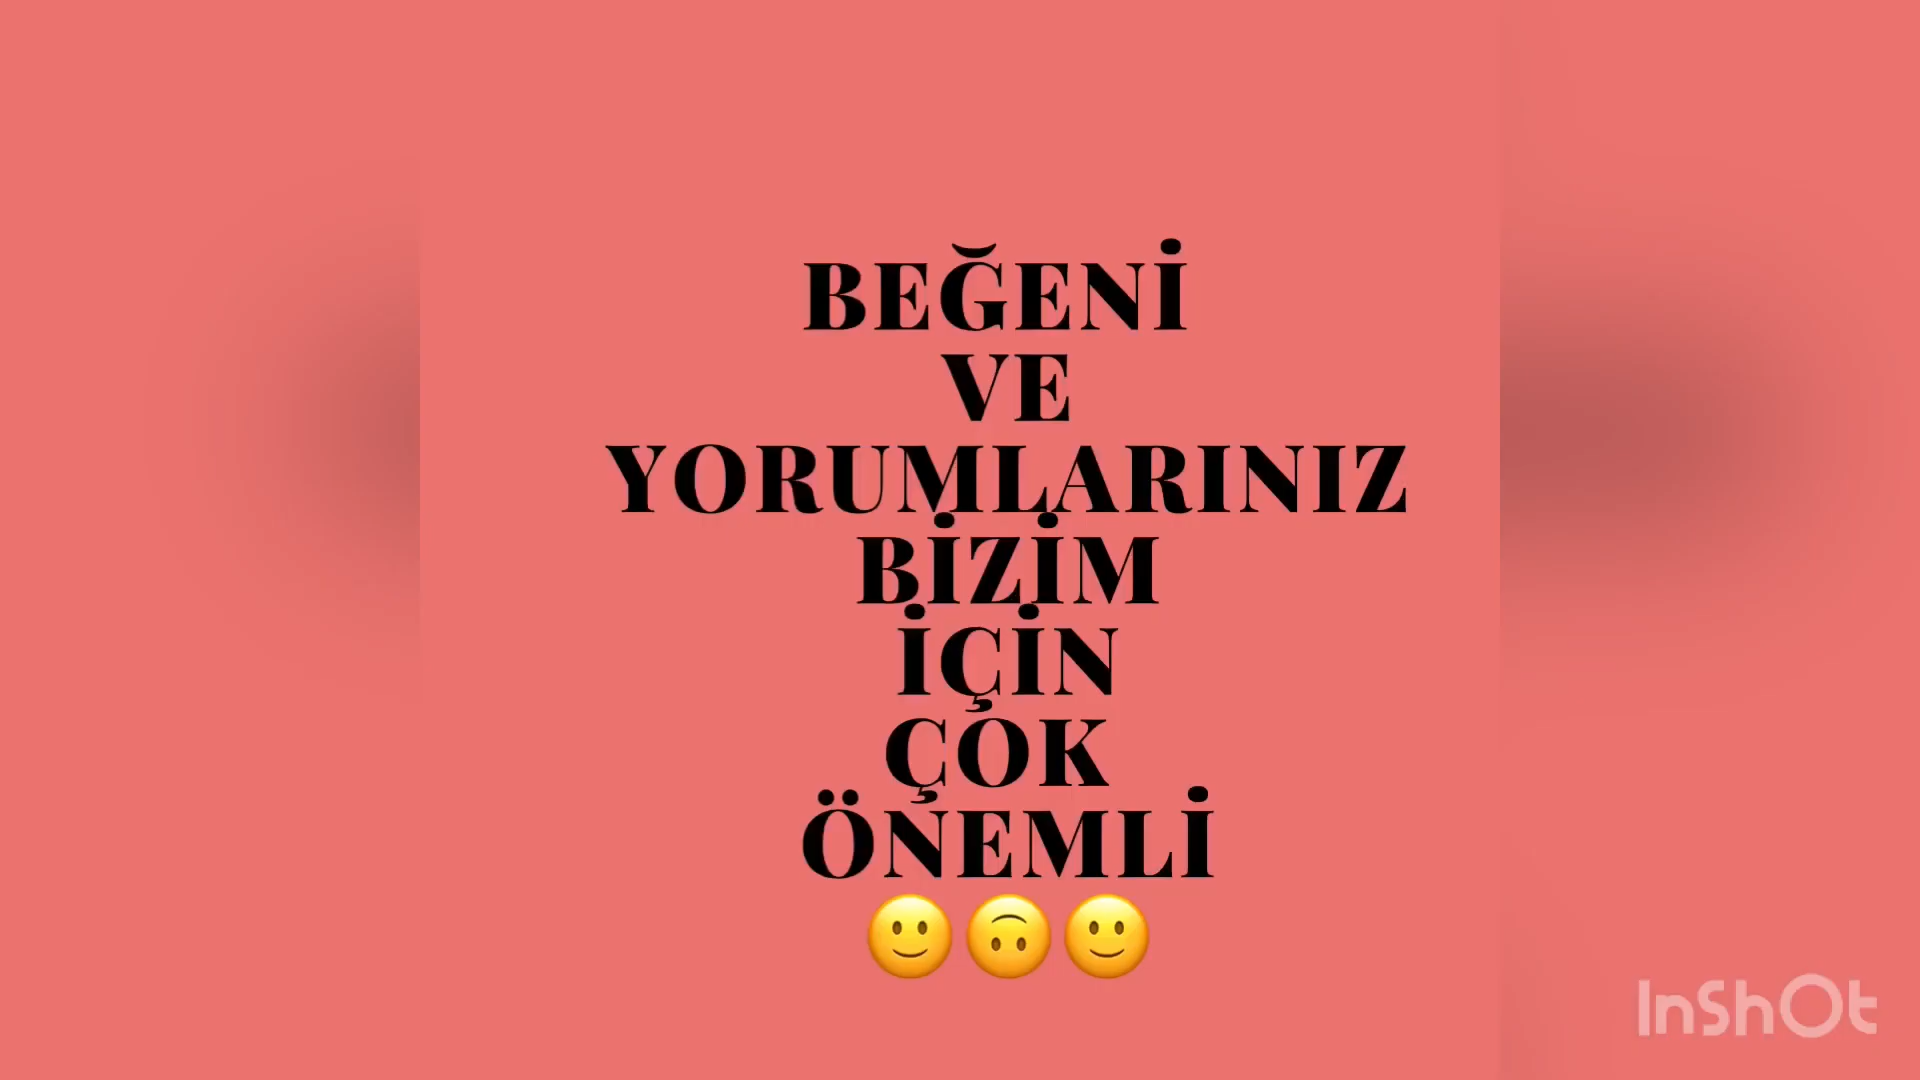 BEĞENİ
VE
YORUMLARINIZ
BİZİM
İÇİN
ÇOK
ÖNEMLİ
🙂🙃🙂
InShOt